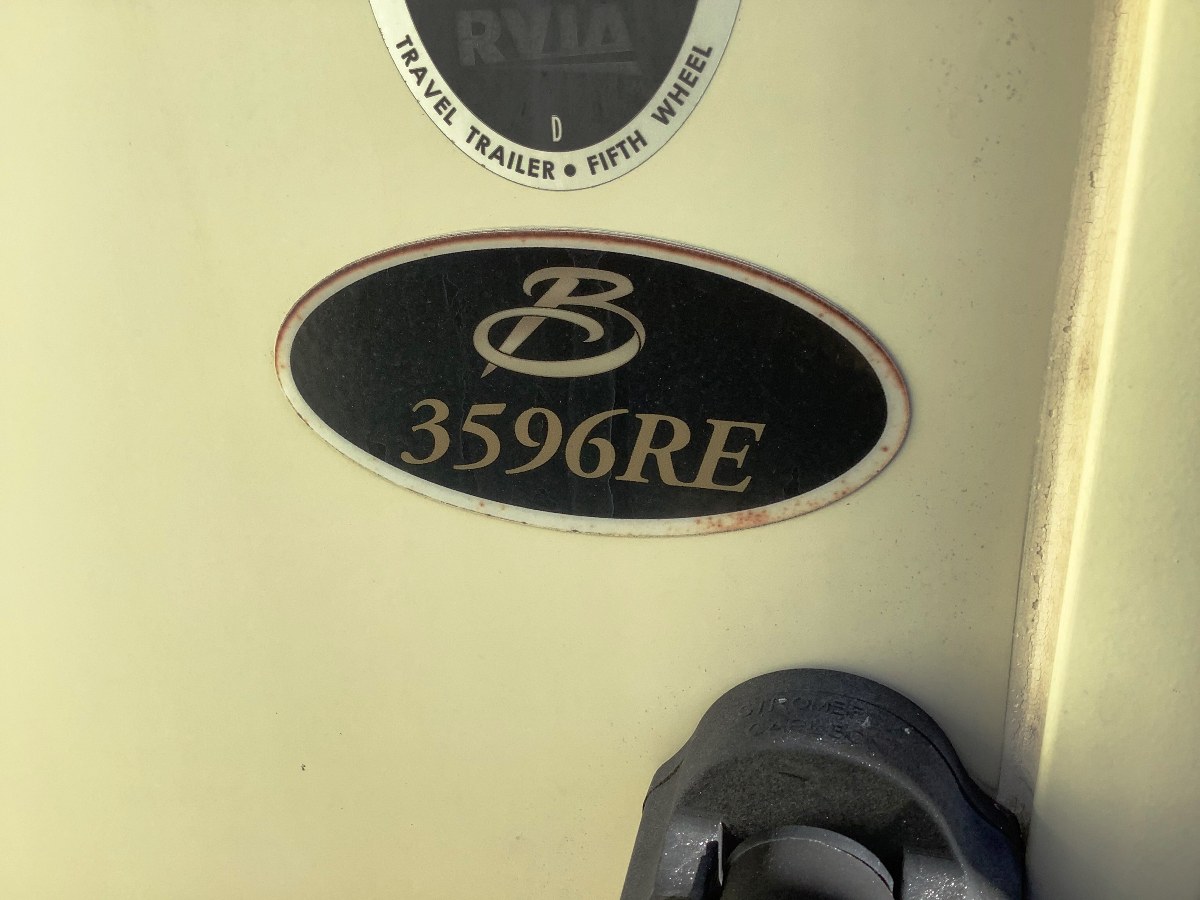 RVIA
D
TRAVEL TRAILER • FIFTH WHEEL
B
3596RE